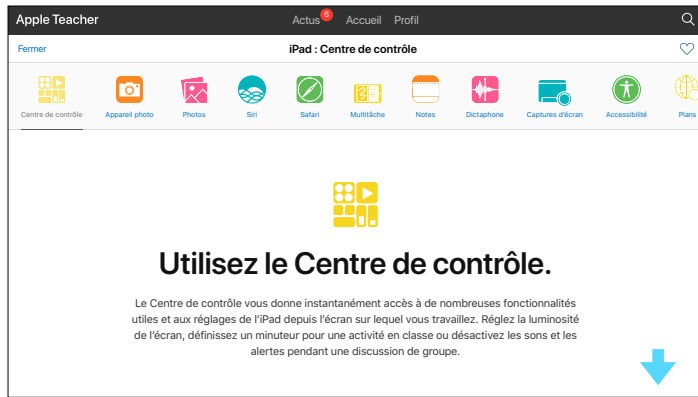 Apple Teacher
Actus 6 Accueil Profil
Fermer
iPad : Centre de contrôle
Centre de contrôle Appareil photo Photos Siri Safari Multitâche Notes Dictaphone Captures d'écran Accessibilité Plans
Utilisez le Centre de contrôle.
Le Centre de contrôle vous donne instantanément accès à de nombreuses fonctionnalités
utiles et aux réglages de l'iPad depuis l'écran sur lequel vous travaillez. Réglez la luminosité
de l'écran, définissez un minuteur pour une activité en classe ou désactivez les sons et les
alertes pendant une discussion de groupe.